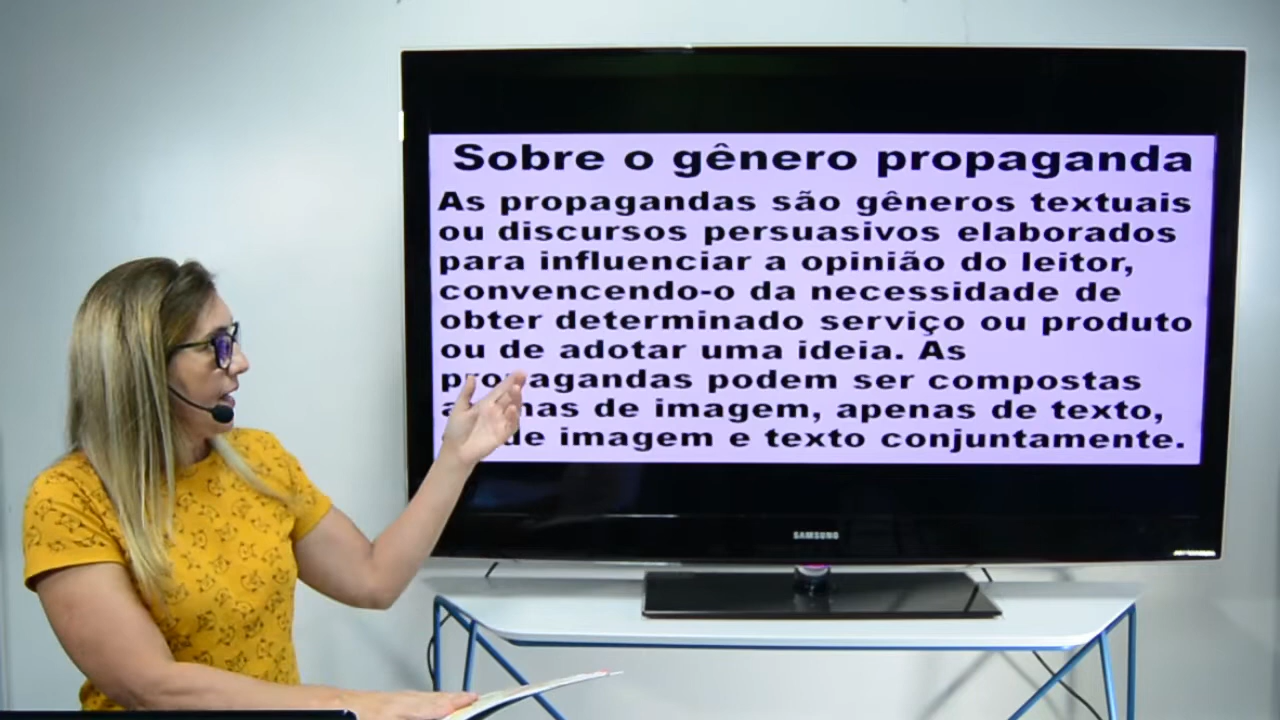 Sobre o gênero propaganda
As propagandas são gêneros textuais
ou discursos persuasivos elaborados
para influenciar a opinião do leitor,
convencendo-o da necessidade de
obter determinado serviço ou produto
ou de adotar uma ideia. As
propagandas podem ser compostas
apenas de imagem, apenas de texto,
de imagem e texto conjuntamente.
SAMSUNG